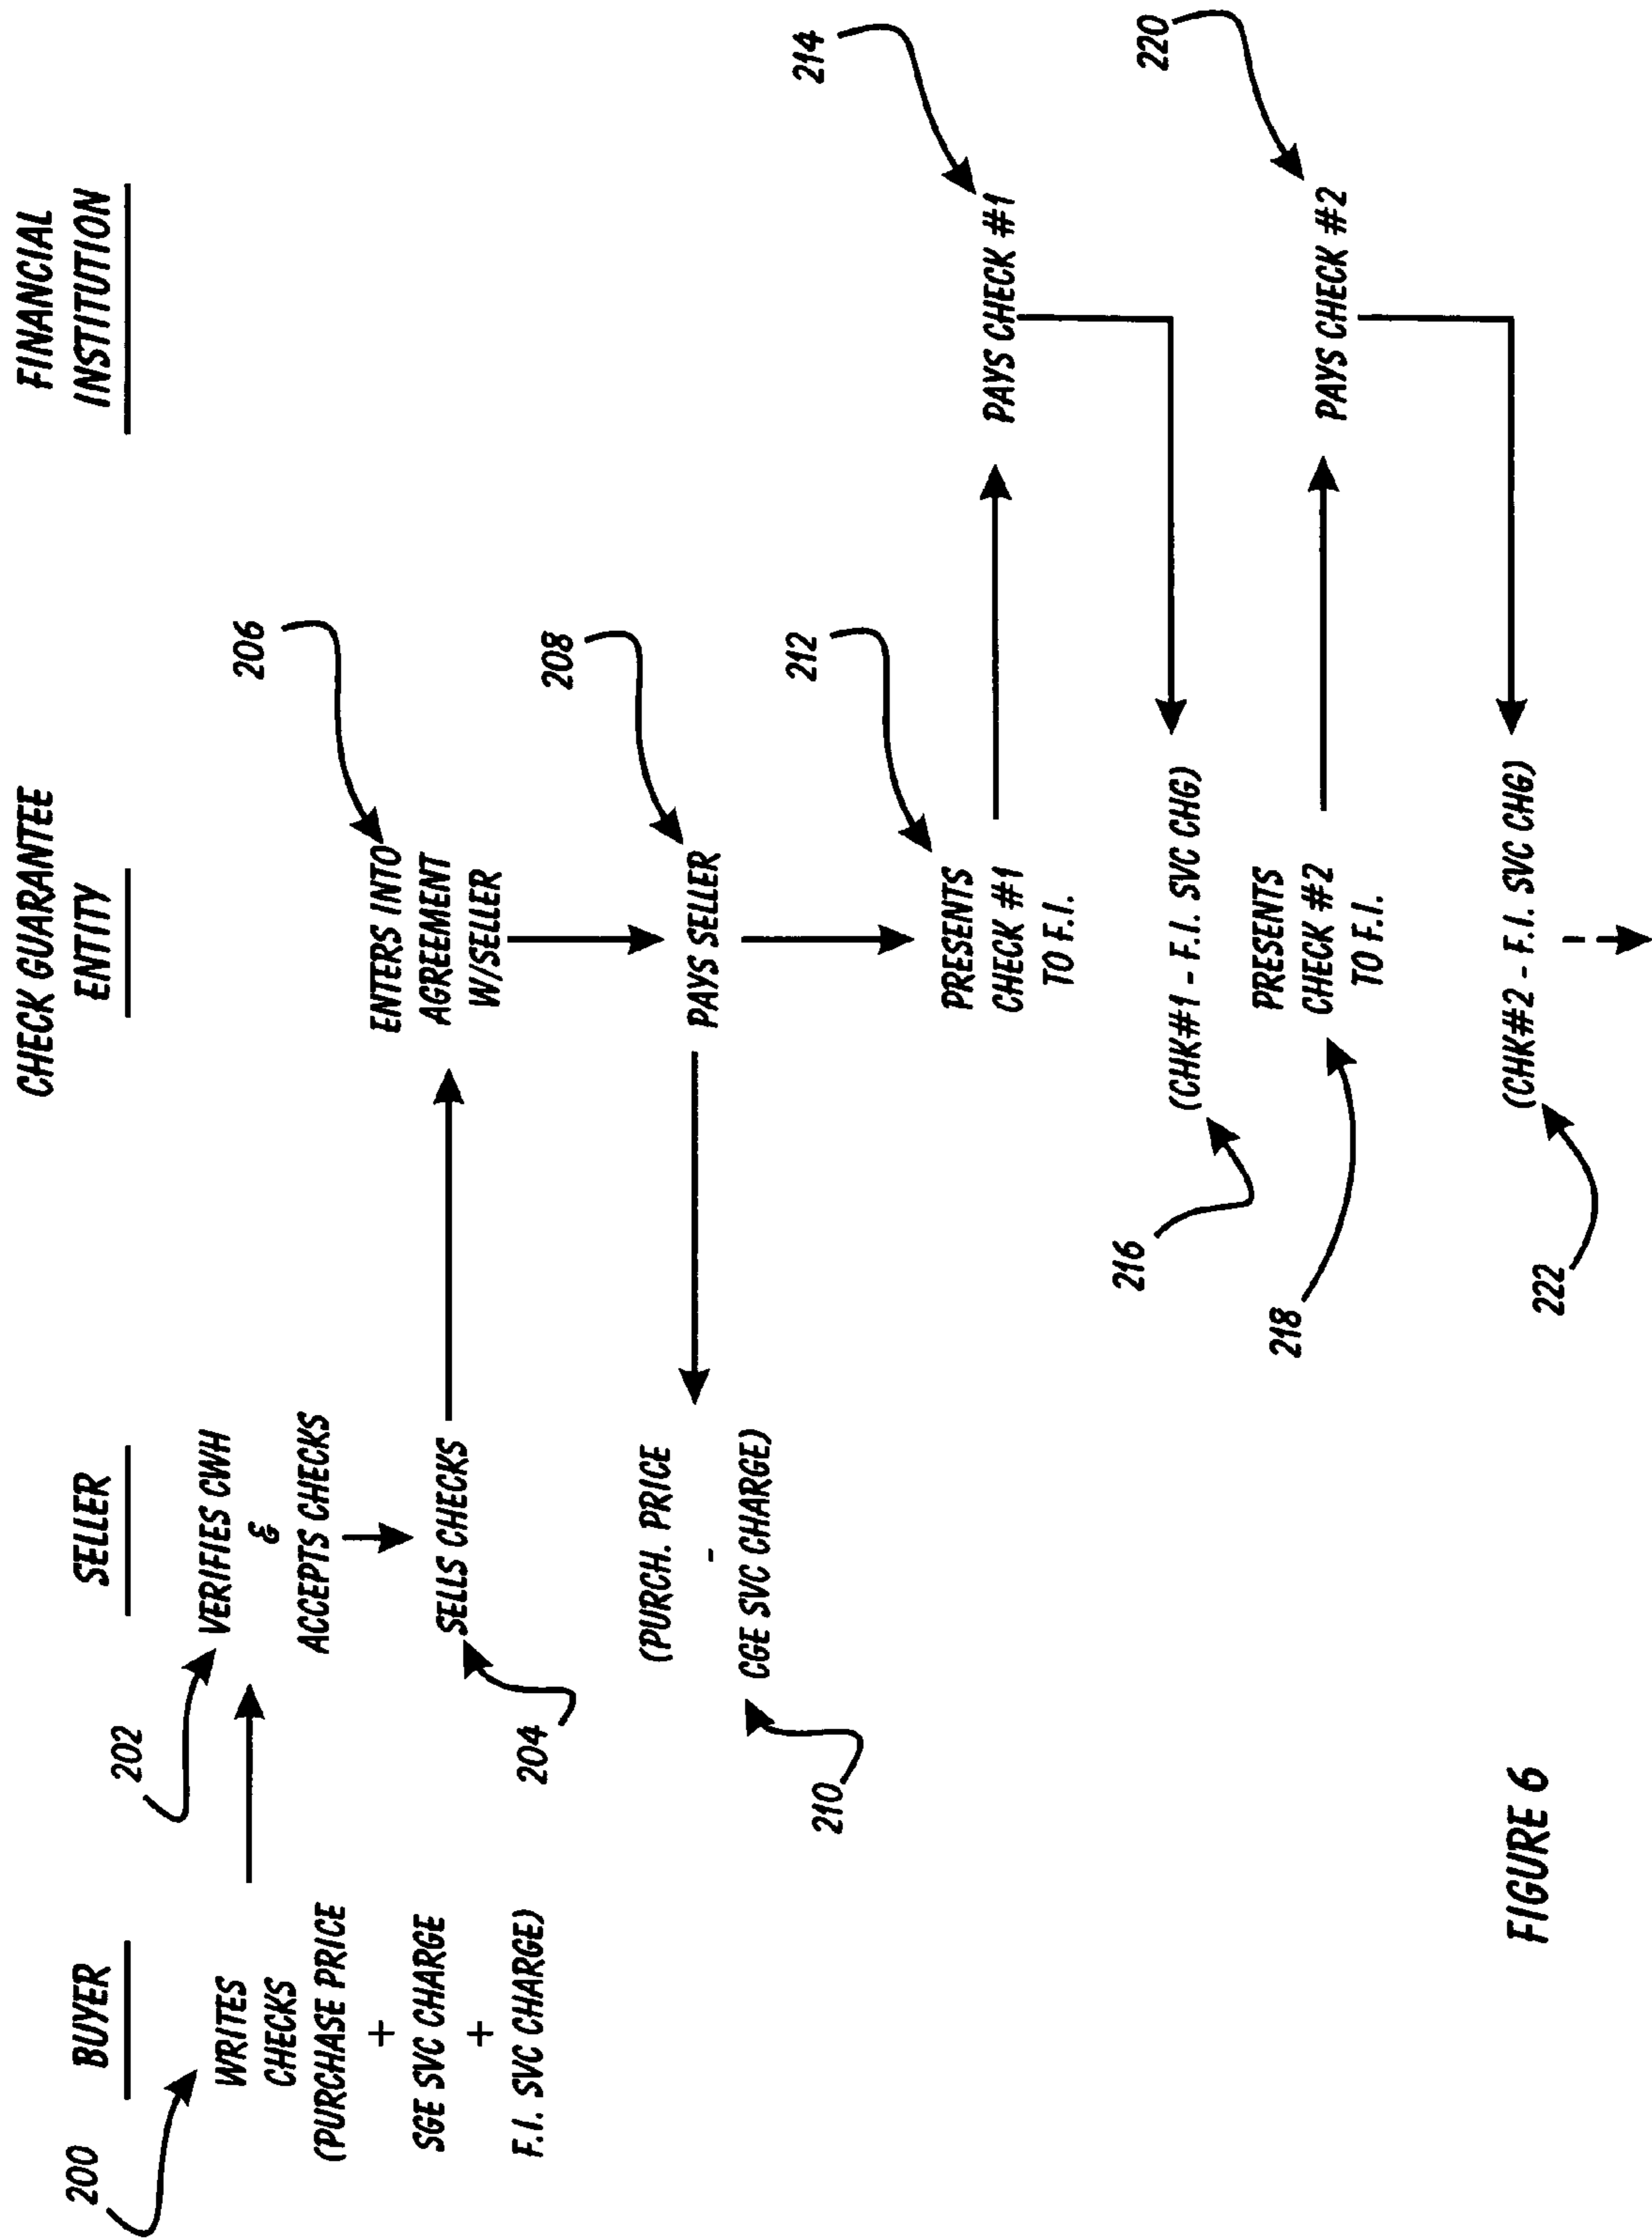 BUYER
SELLER
CHECK GUARANTEE
ENTITY
FINANCIAL
INSTITUTION
200
WRITES
CHECKS
(PURCHASE PRICE
+
SGE SVC CHARGE
+
F.I. SVC CHARGE)
202
VERIFIES CWH
&
ACCEPTS CHECKS
SELLS CHECKS
204
206
ENTERS INTO
AGREEMENT
W/SELLER
208
PAYS SELLER
(PURCH. PRICE
-
CGE SVC CHARGE)
210
212
PRESENTS
CHECK #1
TO F.I.
214
PAYS CHECK #1
(CHK#1 - F.I. SVC CHG)
216
PRESENTS
CHECK #2
TO F.I.
218
220
PAYS CHECK #2
(CHK#2 - F.I. SVC CHG)
222
FIGURE 6